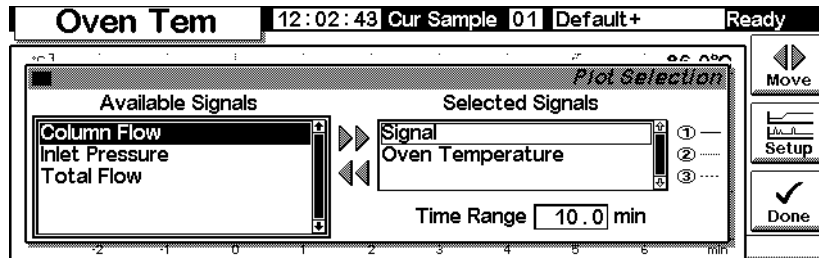 Oven Tem 12:02:43 Cur Sample 01 Default+ Ready
Plot Selection
Move
Available Signals
Selected Signals
Column Flow
Inlet Pressure
Total Flow
Signal
Oven Temperature
① 
② 
③ 
Setup
Time Range 10.0 min
Done
-2 -1 0 1 2 3 4 5 6 min